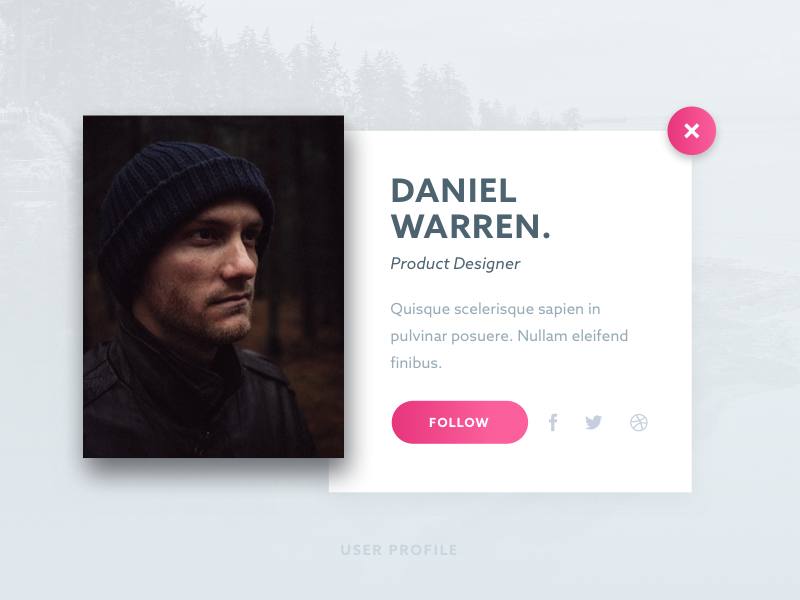 DANIEL
WARREN.
Product Designer
Quisque scelerisque sapien in
pulvinar posuere. Nullam eleifend
finibus.
FOLLOW
USER PROFILE